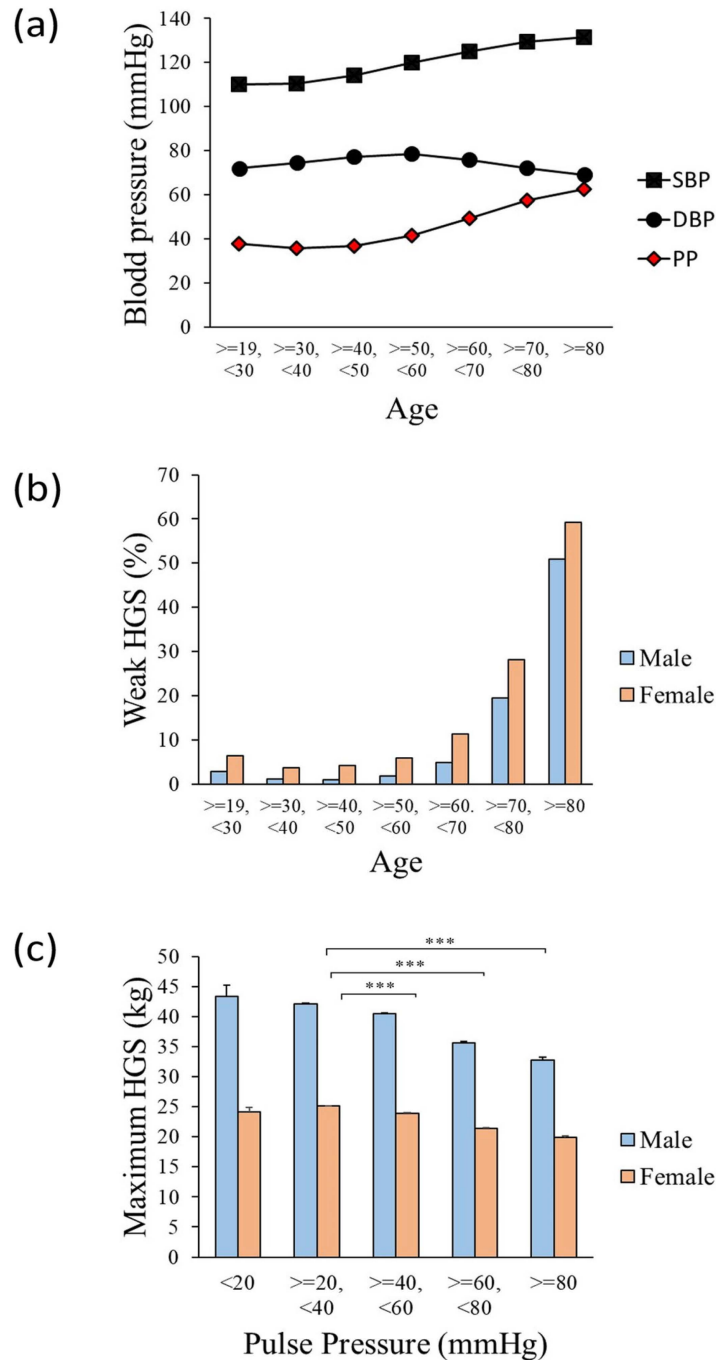 (a)
Blodd pressure (mmHg)
140
120
100
80
60
40
20
0
>=19, >=30, >=40, >=50, >=60, >=70, >=80
<30 <40 <50 <60 <70 <80
Age
SBP
DBP
PP
(b)
Weak HGS (%)
70
60
50
40
30
20
10
0
>=19, >=30, >=40, >=50, >=60. >=70, >=80
<30 <40 <50 <60 <70 <80
Age
Male
Female
(c)
Maximum HGS (kg)
50
45
40
35
30
25
20
15
10
5
0
***
***
***
<20 >=20, >=40, >=60, >=80
<40 <60 <80
Pulse Pressure (mmHg)
Male
Female